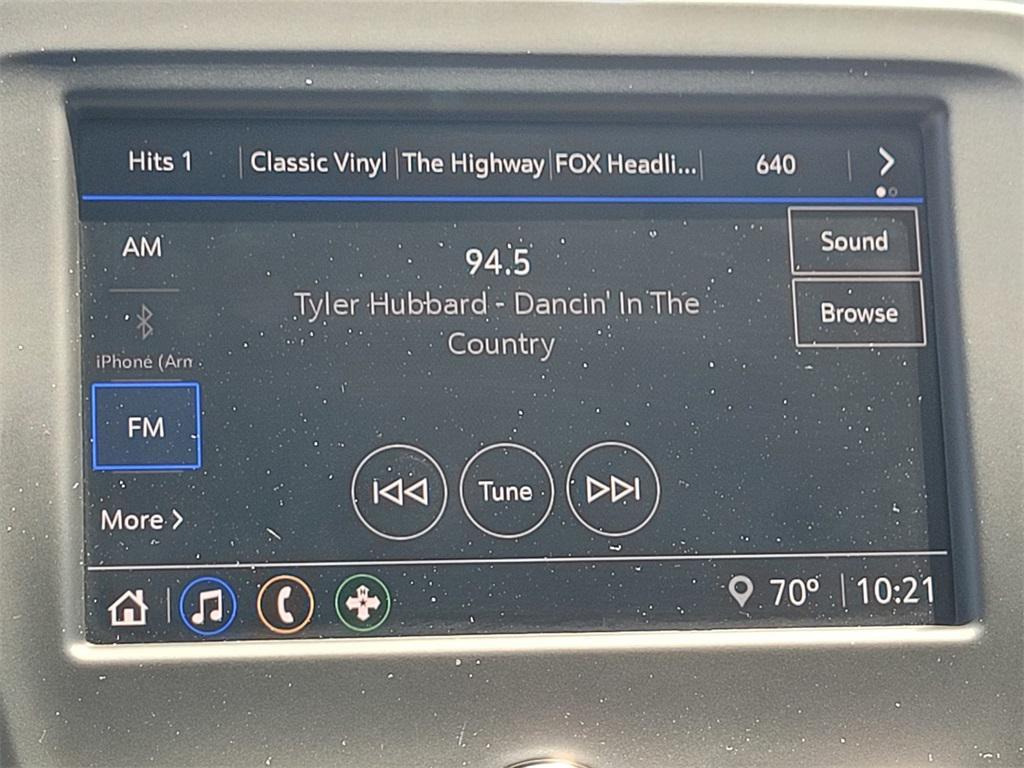 Hits 1 Classic Vinyl The Highway FOX Headli... 640
AM
94.5
Sound
Tyler Hubbard - Dancin' In The
Country
Browse
iPhone (Arn
FM
Tune
More
70° 10:21